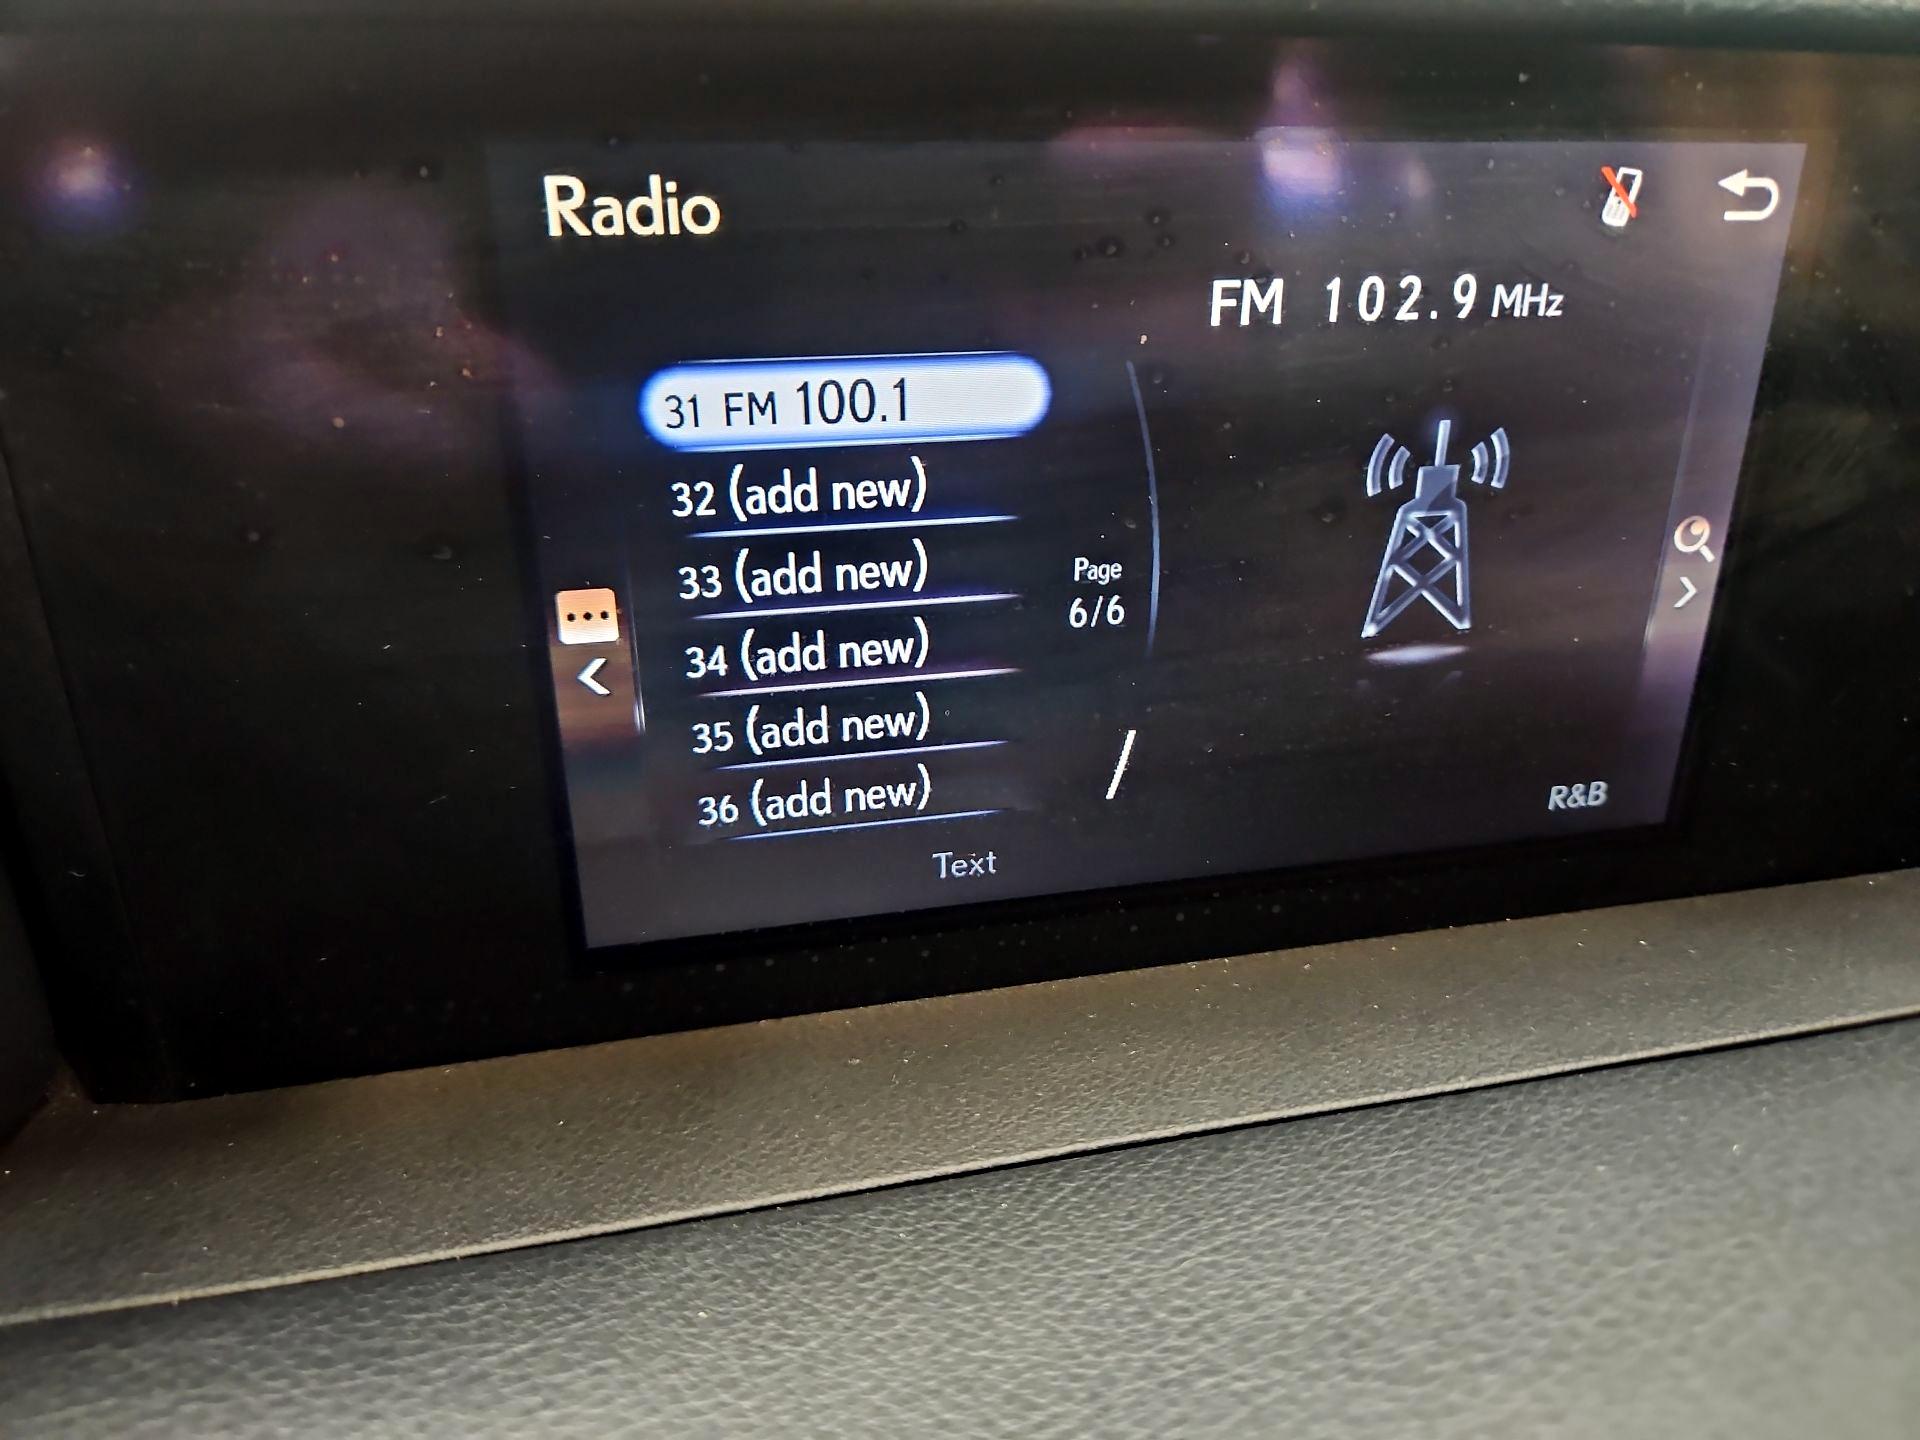 Radio
FM 102.9 MHz
31 FM 100.1
32 (add new)
33 (add new)
34 (add new)
35 (add new)
36 (add new)
Page
6/6
/
R&B
Text